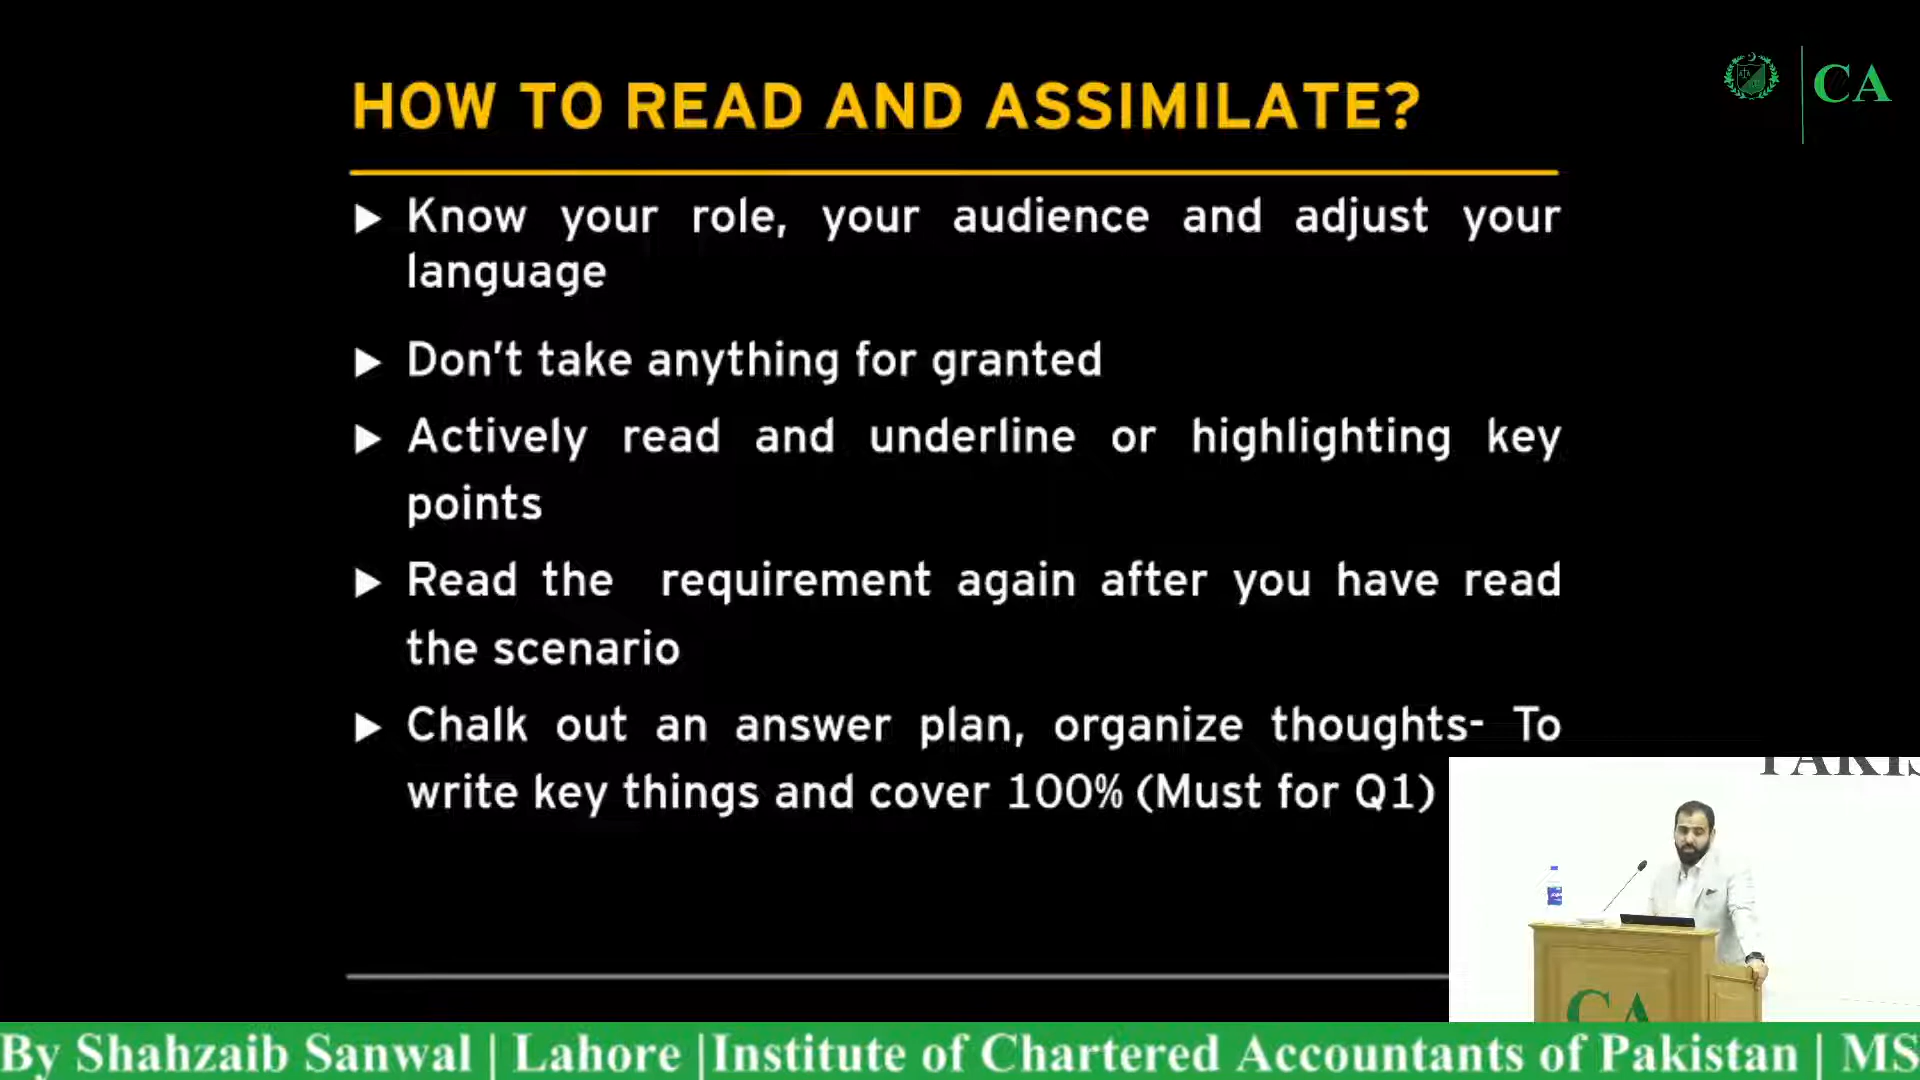 HOW TO READ AND ASSIMILATE?
CA
Know your role, your audience and adjust your
language
Don't take anything for granted
Actively read and underline or highlighting key
points
Read the requirement again after you have read
the scenario
Chalk out an answer plan, organize thoughts- To
write key things and cover 100% (Must for Q1)
CA
By Shahzaib Sanwal | Lahore |Institute of Chartered Accountants of Pakistan | MS